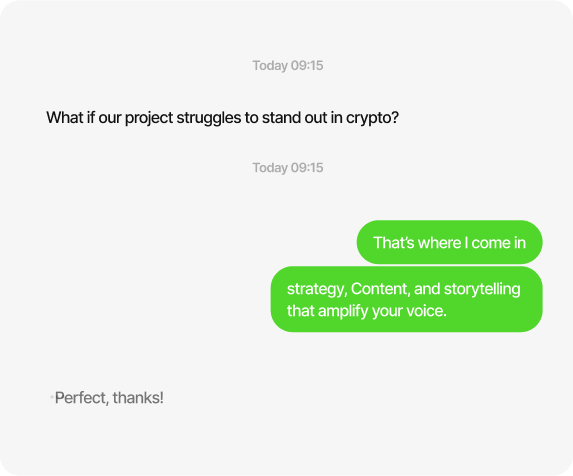 Today 09:15
What if our project struggles to stand out in crypto?
Today 09:15
That's where I come in
strategy, Content, and storytelling
that amplify your voice.
Perfect, thanks!